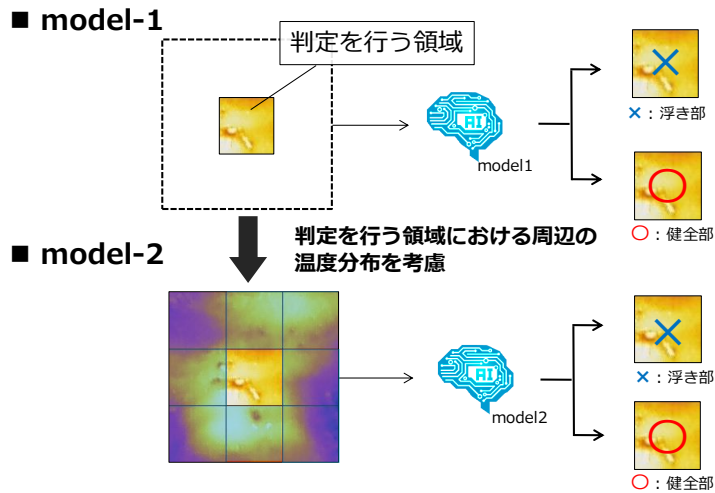 ■ model-1
判定を行う領域
AI
model1
×：浮き部
○：健全部
判定を行う領域における周辺の
温度分布を考慮
■ model-2
AI
model2
×：浮き部
○：健全部